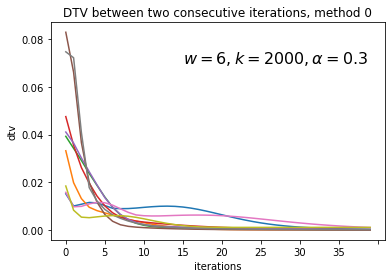 DTV between two consecutive iterations, method 0
w = 6, k = 2000, α = 0.3
dtv
0.08
0.06
0.04
0.02
0.00
0 5 10 15 20 25 30 35
iterations